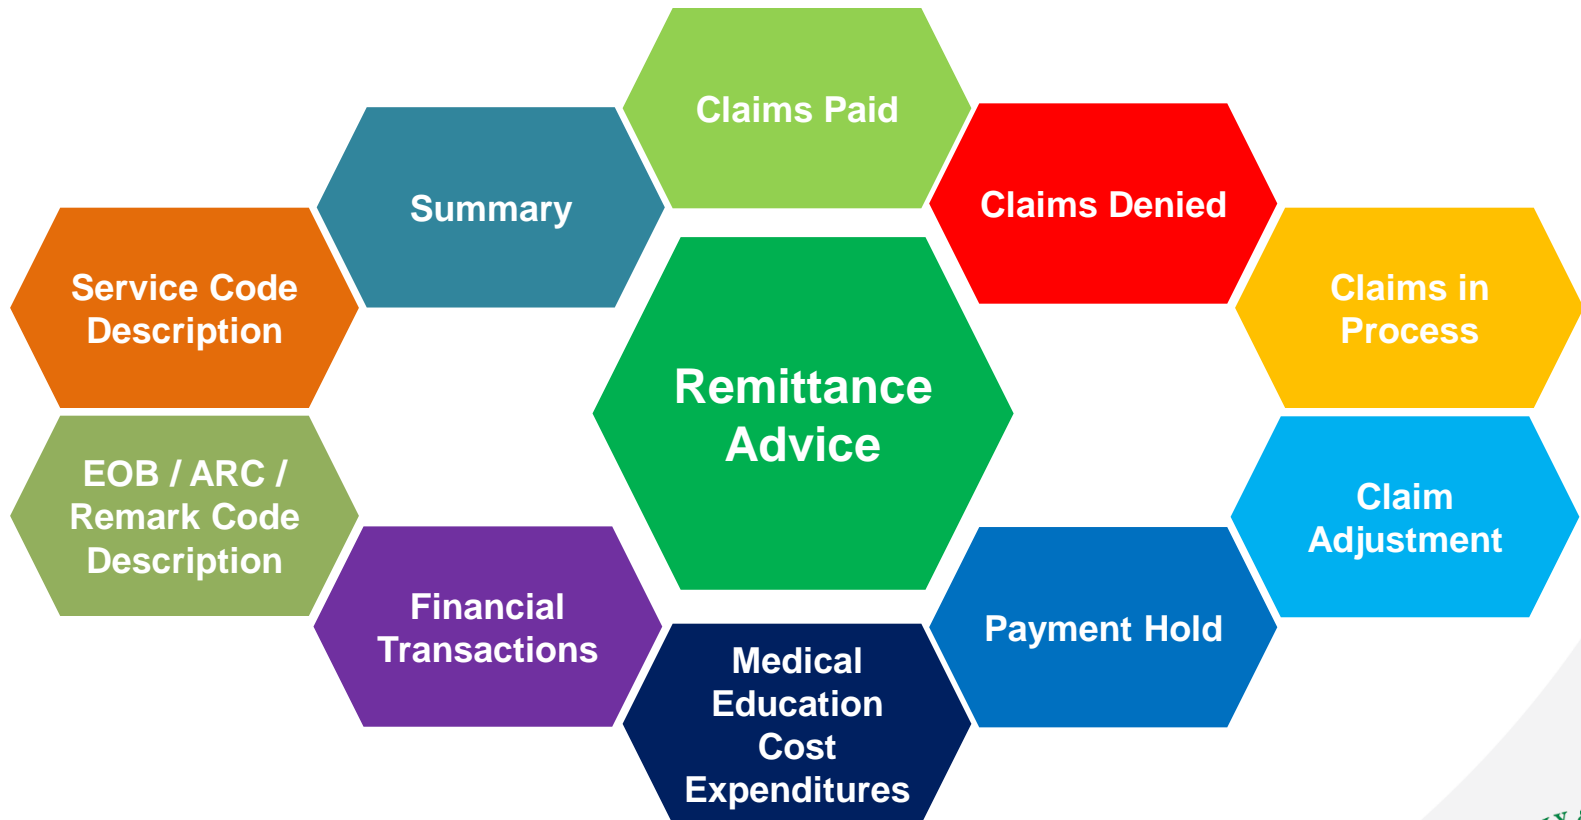 Claims Paid
Claims Denied
Summary
Claims in
Process
Service Code
Description
Remittance
Advice
EOB / ARC /
Remark Code
Description
Claim
Adjustment
Financial
Transactions
Payment Hold
Medical
Education
Cost
Expenditures